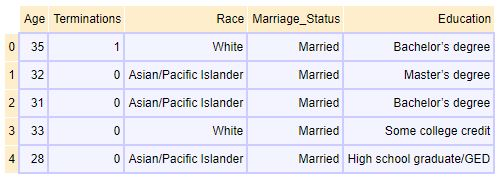 Age Terminations Race Marriage_Status Education
0 35 1 White Married Bachelor’s degree
1 32 0 Asian/Pacific Islander Married Master’s degree
2 31 0 Asian/Pacific Islander Married Bachelor’s degree
3 33 0 White Married Some college credit
4 28 0 Asian/Pacific Islander Married High school graduate/GED